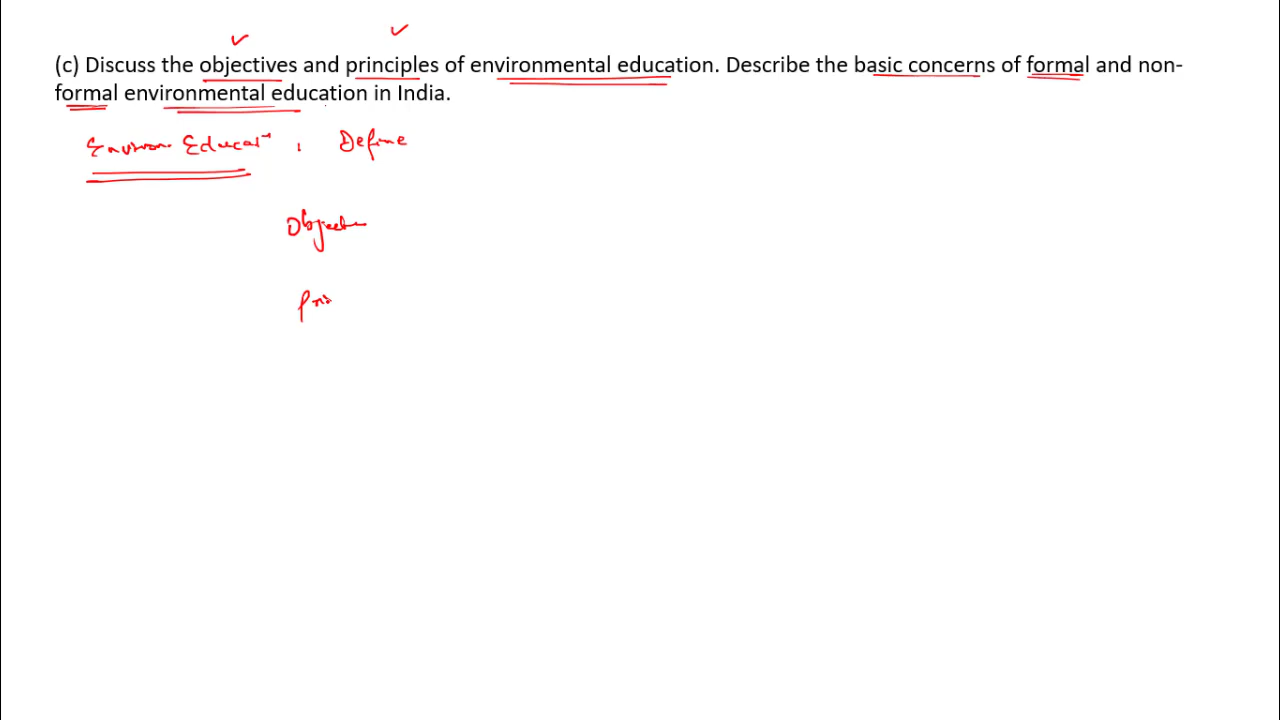 (c) Discuss the objectives and principles of environmental education. Describe the basic concerns of formal and non-
formal environmental education in India.
Environ Educat : Define
Objective
Pri